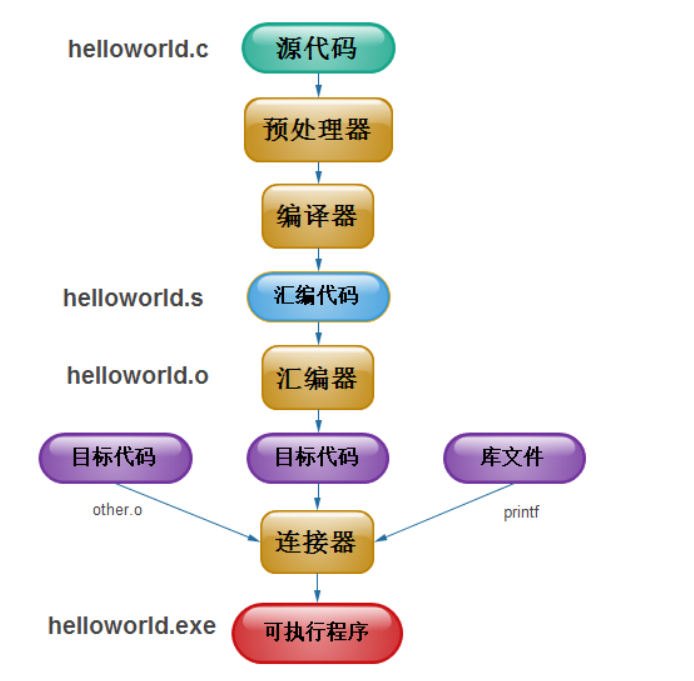 helloworld.c
源代码
预处理器
编译器
helloworld.s
汇编代码
helloworld.o
汇编器
目标代码
目标代码
库文件
other.o
printf
连接器
helloworld.exe
可执行程序